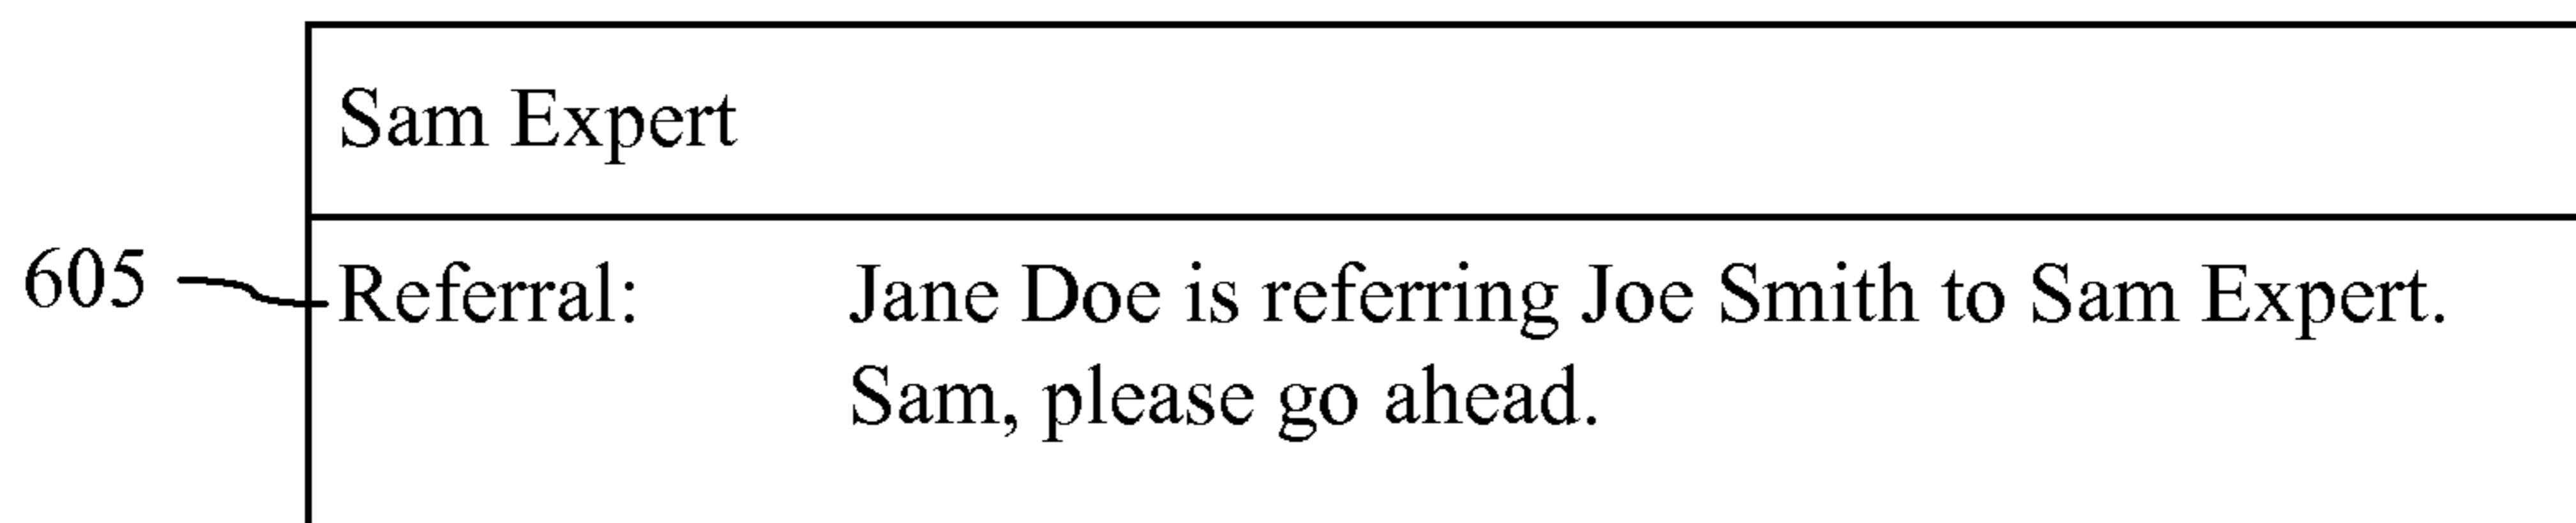 Sam Expert
605 Referral: Jane Doe is referring Joe Smith to Sam Expert.
Sam, please go ahead.